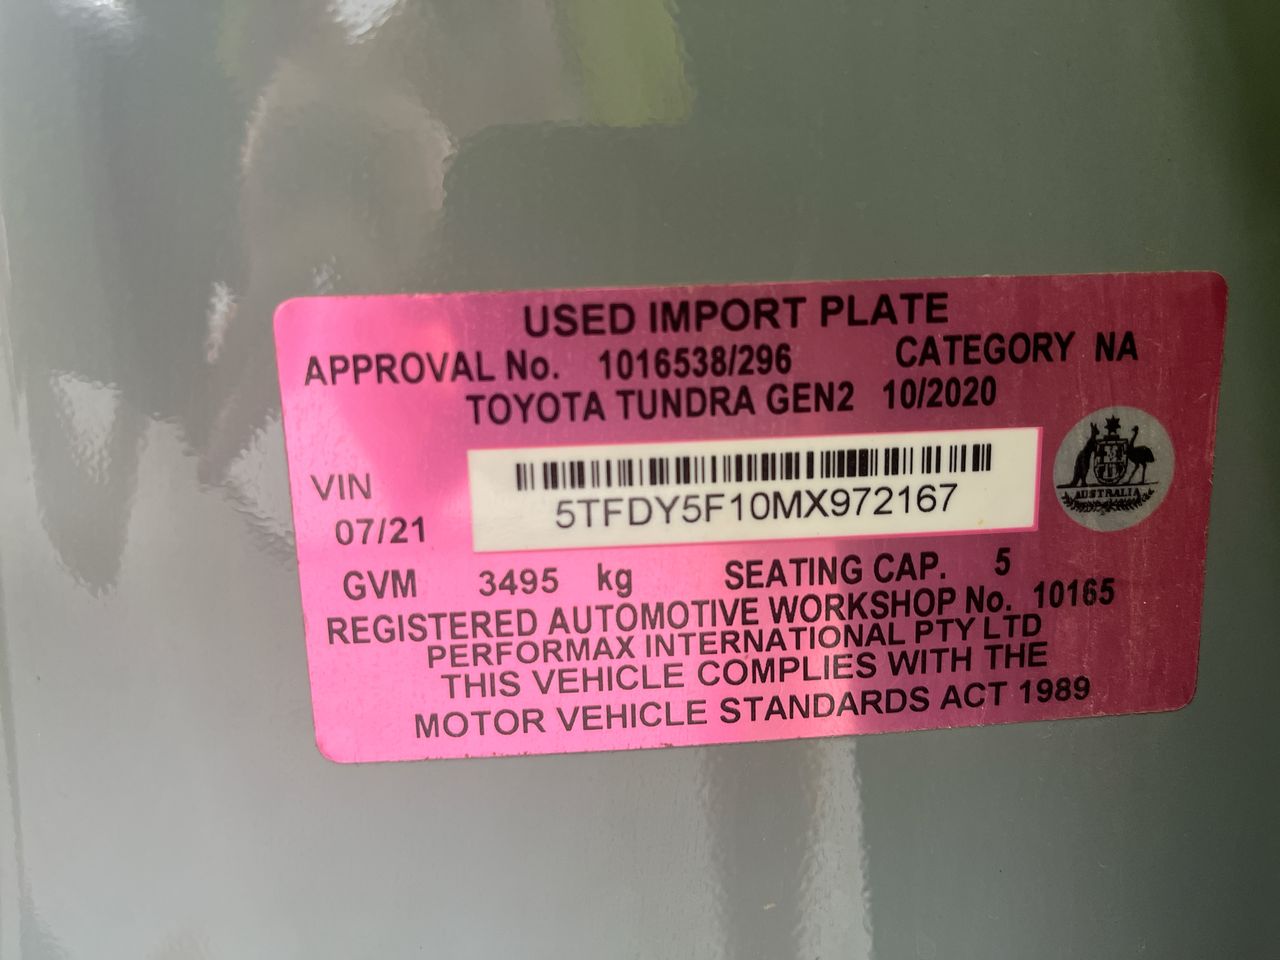 USED IMPORT PLATE
APPROVAL No. 1016538/296 CATEGORY NA
TOYOTA TUNDRA GEN2 10/2020
VIN 5TFDY5F10MX972167
07/21
AUSTRALIA
GVM 3495 kg SEATING CAP. 5
REGISTERED AUTOMOTIVE WORKSHOP No. 10165
PERFORMAX INTERNATIONAL PTY LTD
THIS VEHICLE COMPLIES WITH THE
MOTOR VEHICLE STANDARDS ACT 1989